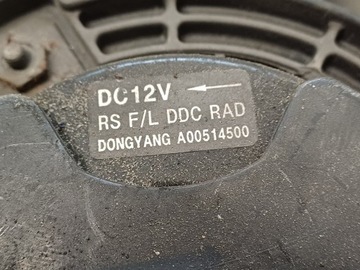 DC12V ←
RS F/L DDC RAD
DONGYANG A00514500